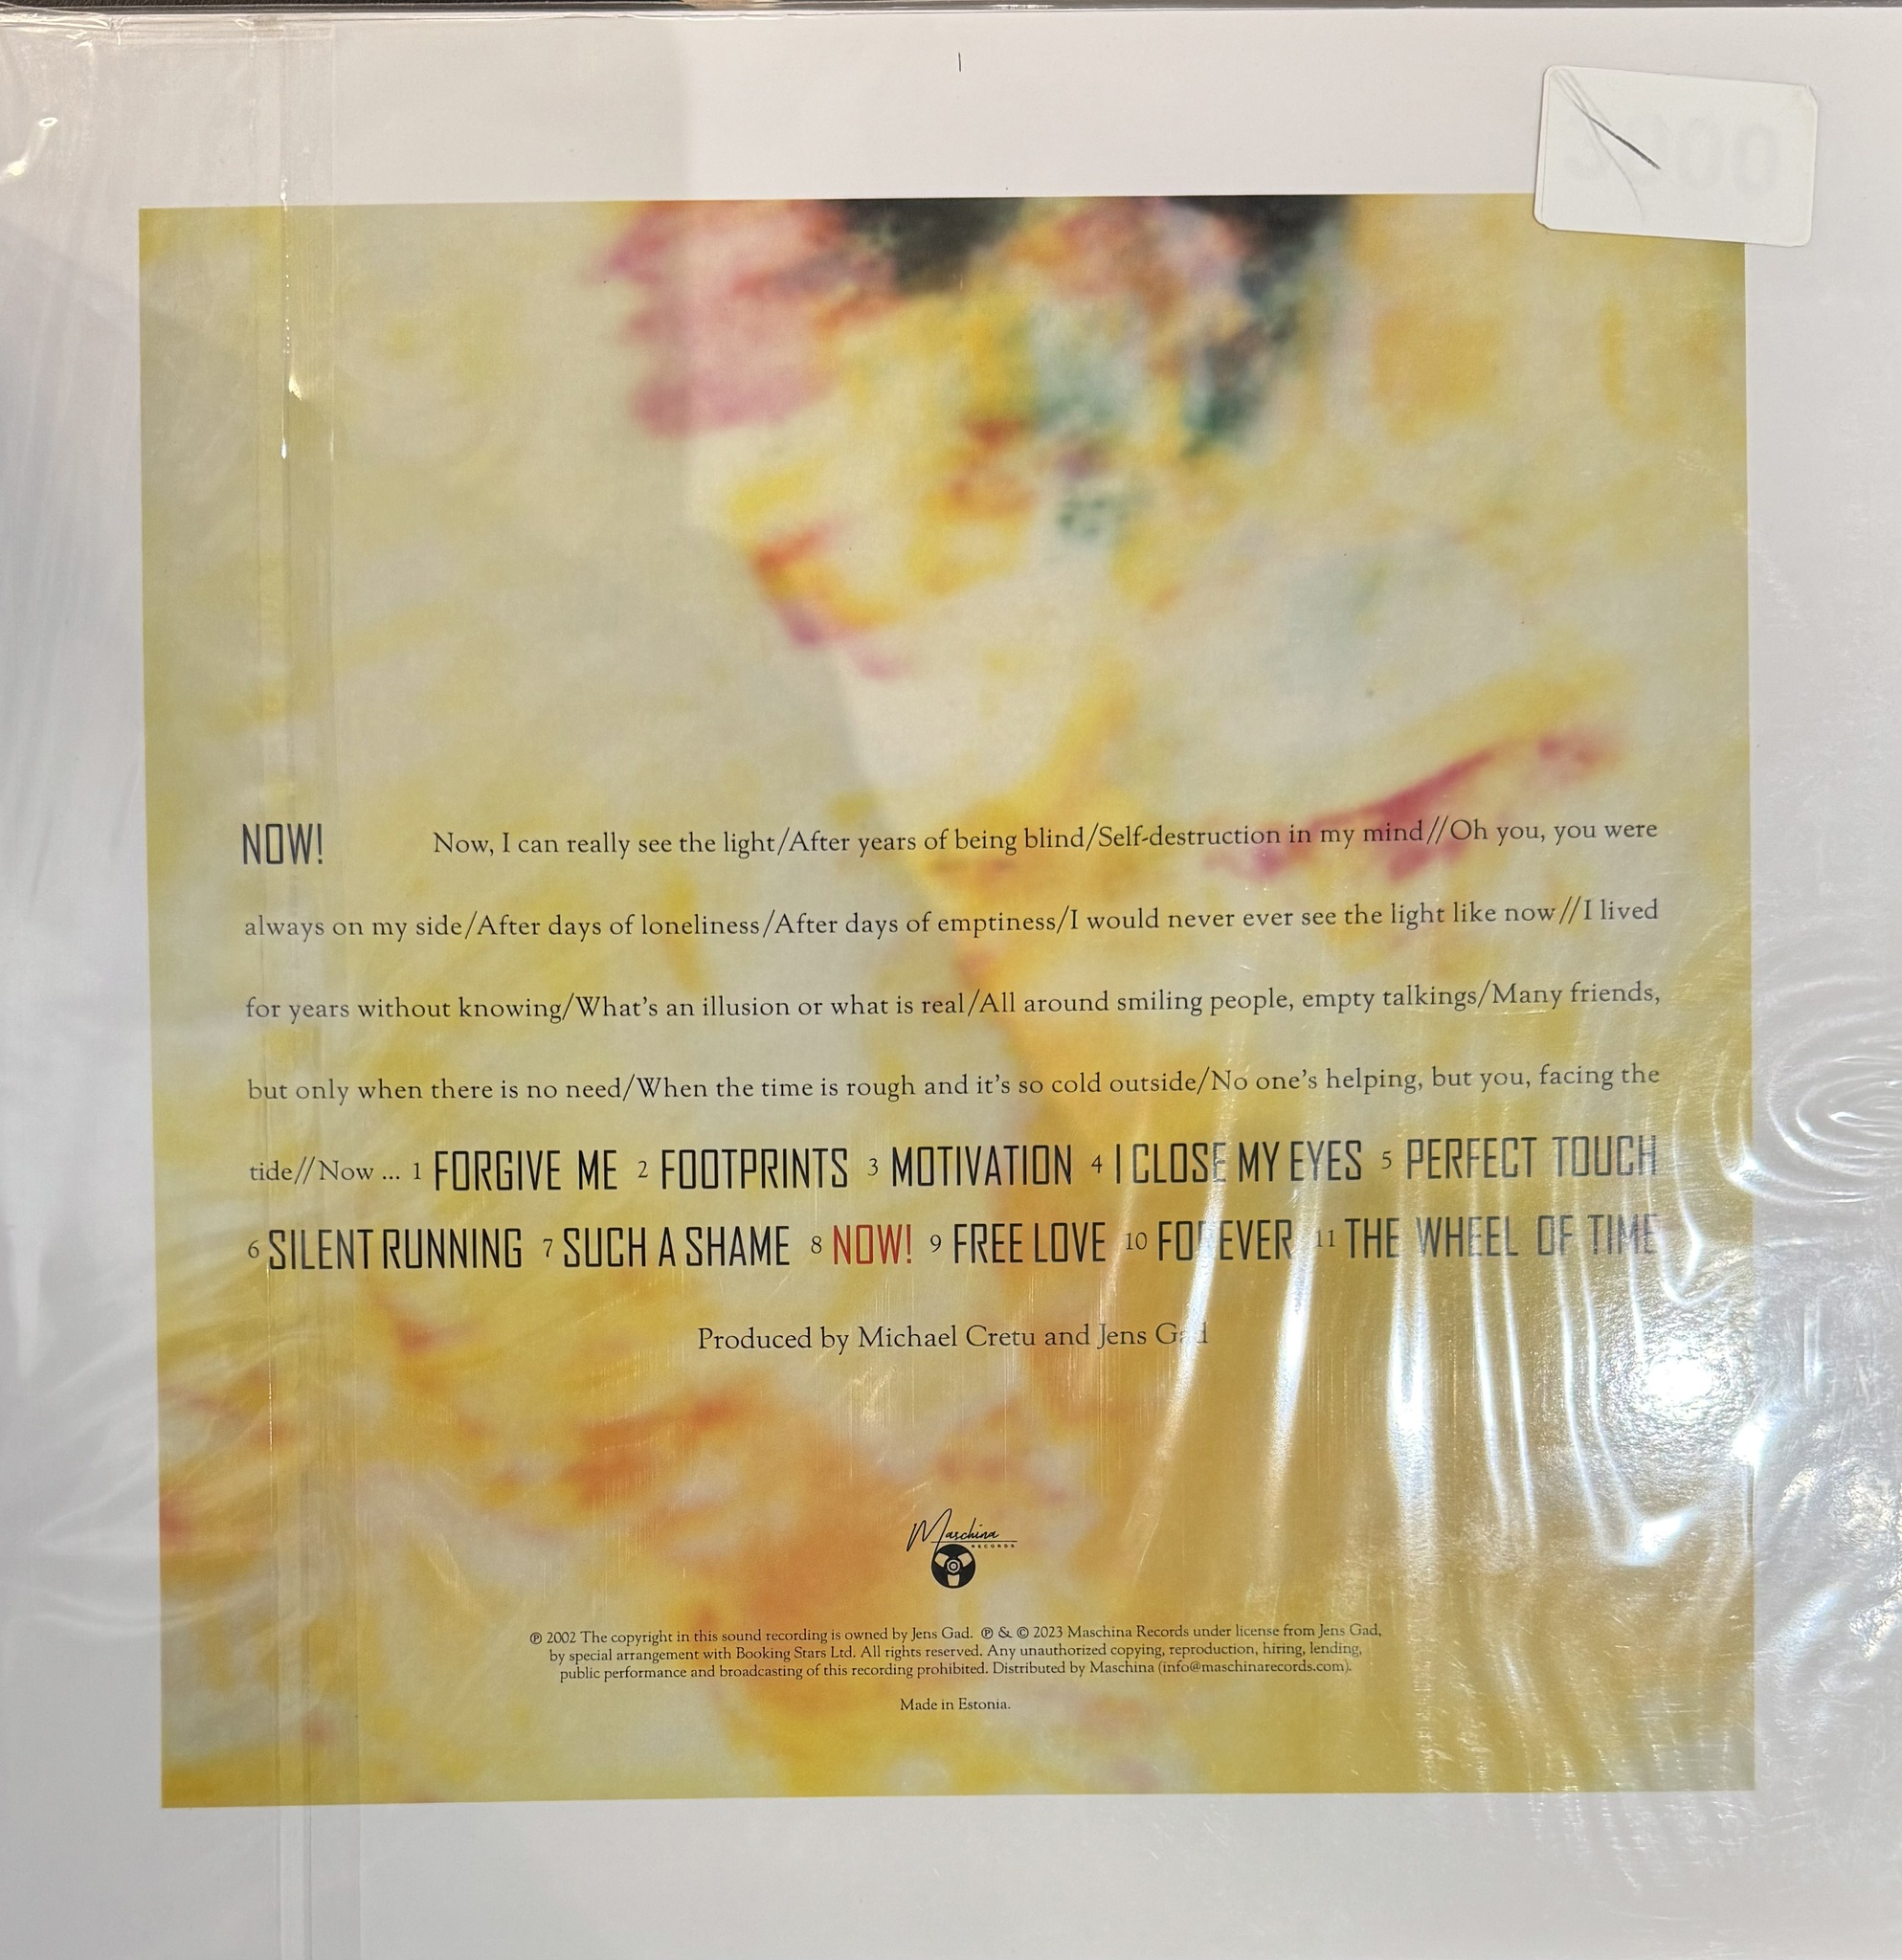 NOW! Now, I can really see the light/After years of being blind/Self-destruction in my mind//Oh you, you were
always on my side/After days of loneliness/After days of emptiness/I would never ever see the light like now//I lived
for years without knowing/What's an illusion or what is real/All around smiling people, empty talkings/Many friends,
but only when there is no need/When the time is rough and it's so cold outside/No one's helping, but you, facing the
tide//Now ... 1 FORGIVE ME 2 FOOTPRINTS 3 MOTIVATION 4 I CLOSE MY EYES 5 PERFECT TOUCH
6 SILENT RUNNING 7 SUCH A SHAME 8 NOW! 9 FREE LOVE 10 FOREVER 11 THE WHEEL OF TIME
Produced by Michael Cretu and Jens Gad
Maschina
RECORDS
℗ 2002 The copyright in this sound recording is owned by Jens Gad. ℗ & © 2023 Maschina Records under license from Jens Gad,
by special arrangement with Booking Stars Ltd. All rights reserved. Any unauthorized copying, reproduction, hiring, lending,
public performance and broadcasting of this recording prohibited. Distributed by Maschina (info@maschinarecords.com).
Made in Estonia.